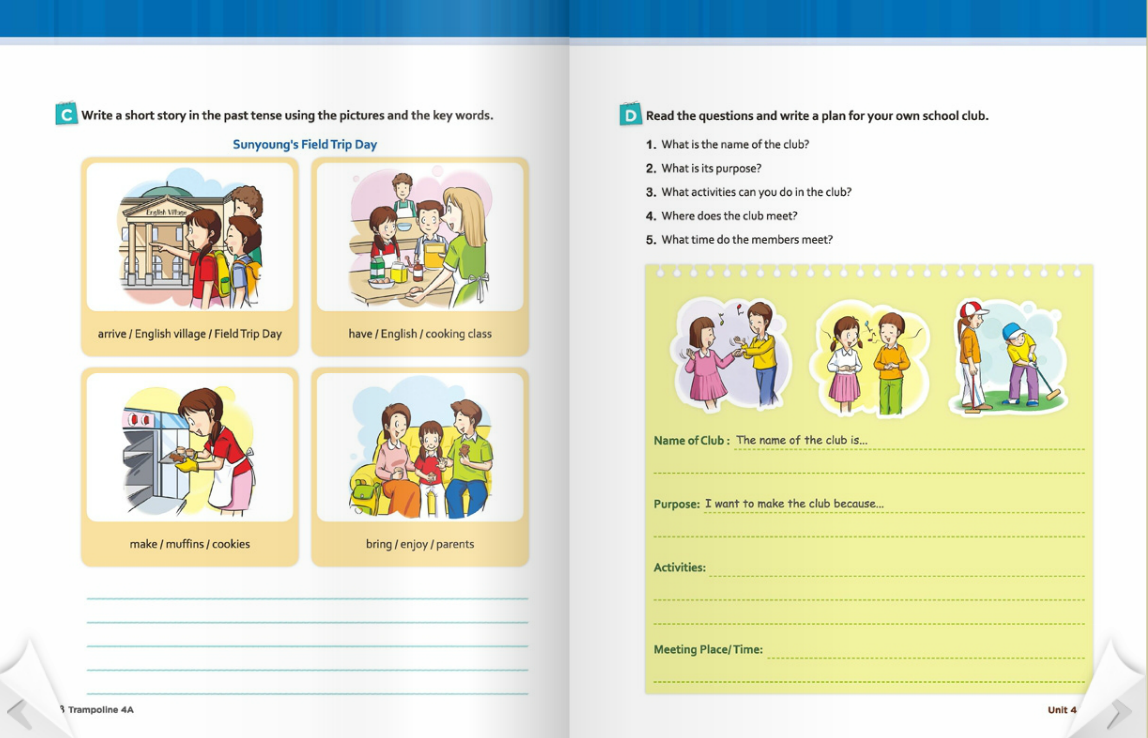 C Write a short story in the past tense using the pictures and the key words.
Sunyoung's Field Trip Day
English Village
arrive / English village / Field Trip Day
have / English / cooking class
make / muffins / cookies
bring / enjoy / parents
Trampoline 4A
D Read the questions and write a plan for your own school club.
1. What is the name of the club?
2. What is its purpose?
3. What activities can you do in the club?
4. Where does the club meet?
5. What time do the members meet?
Name of Club : The name of the club is...
Purpose: I want to make the club because...
Activities:
Meeting Place/Time:
Unit 4